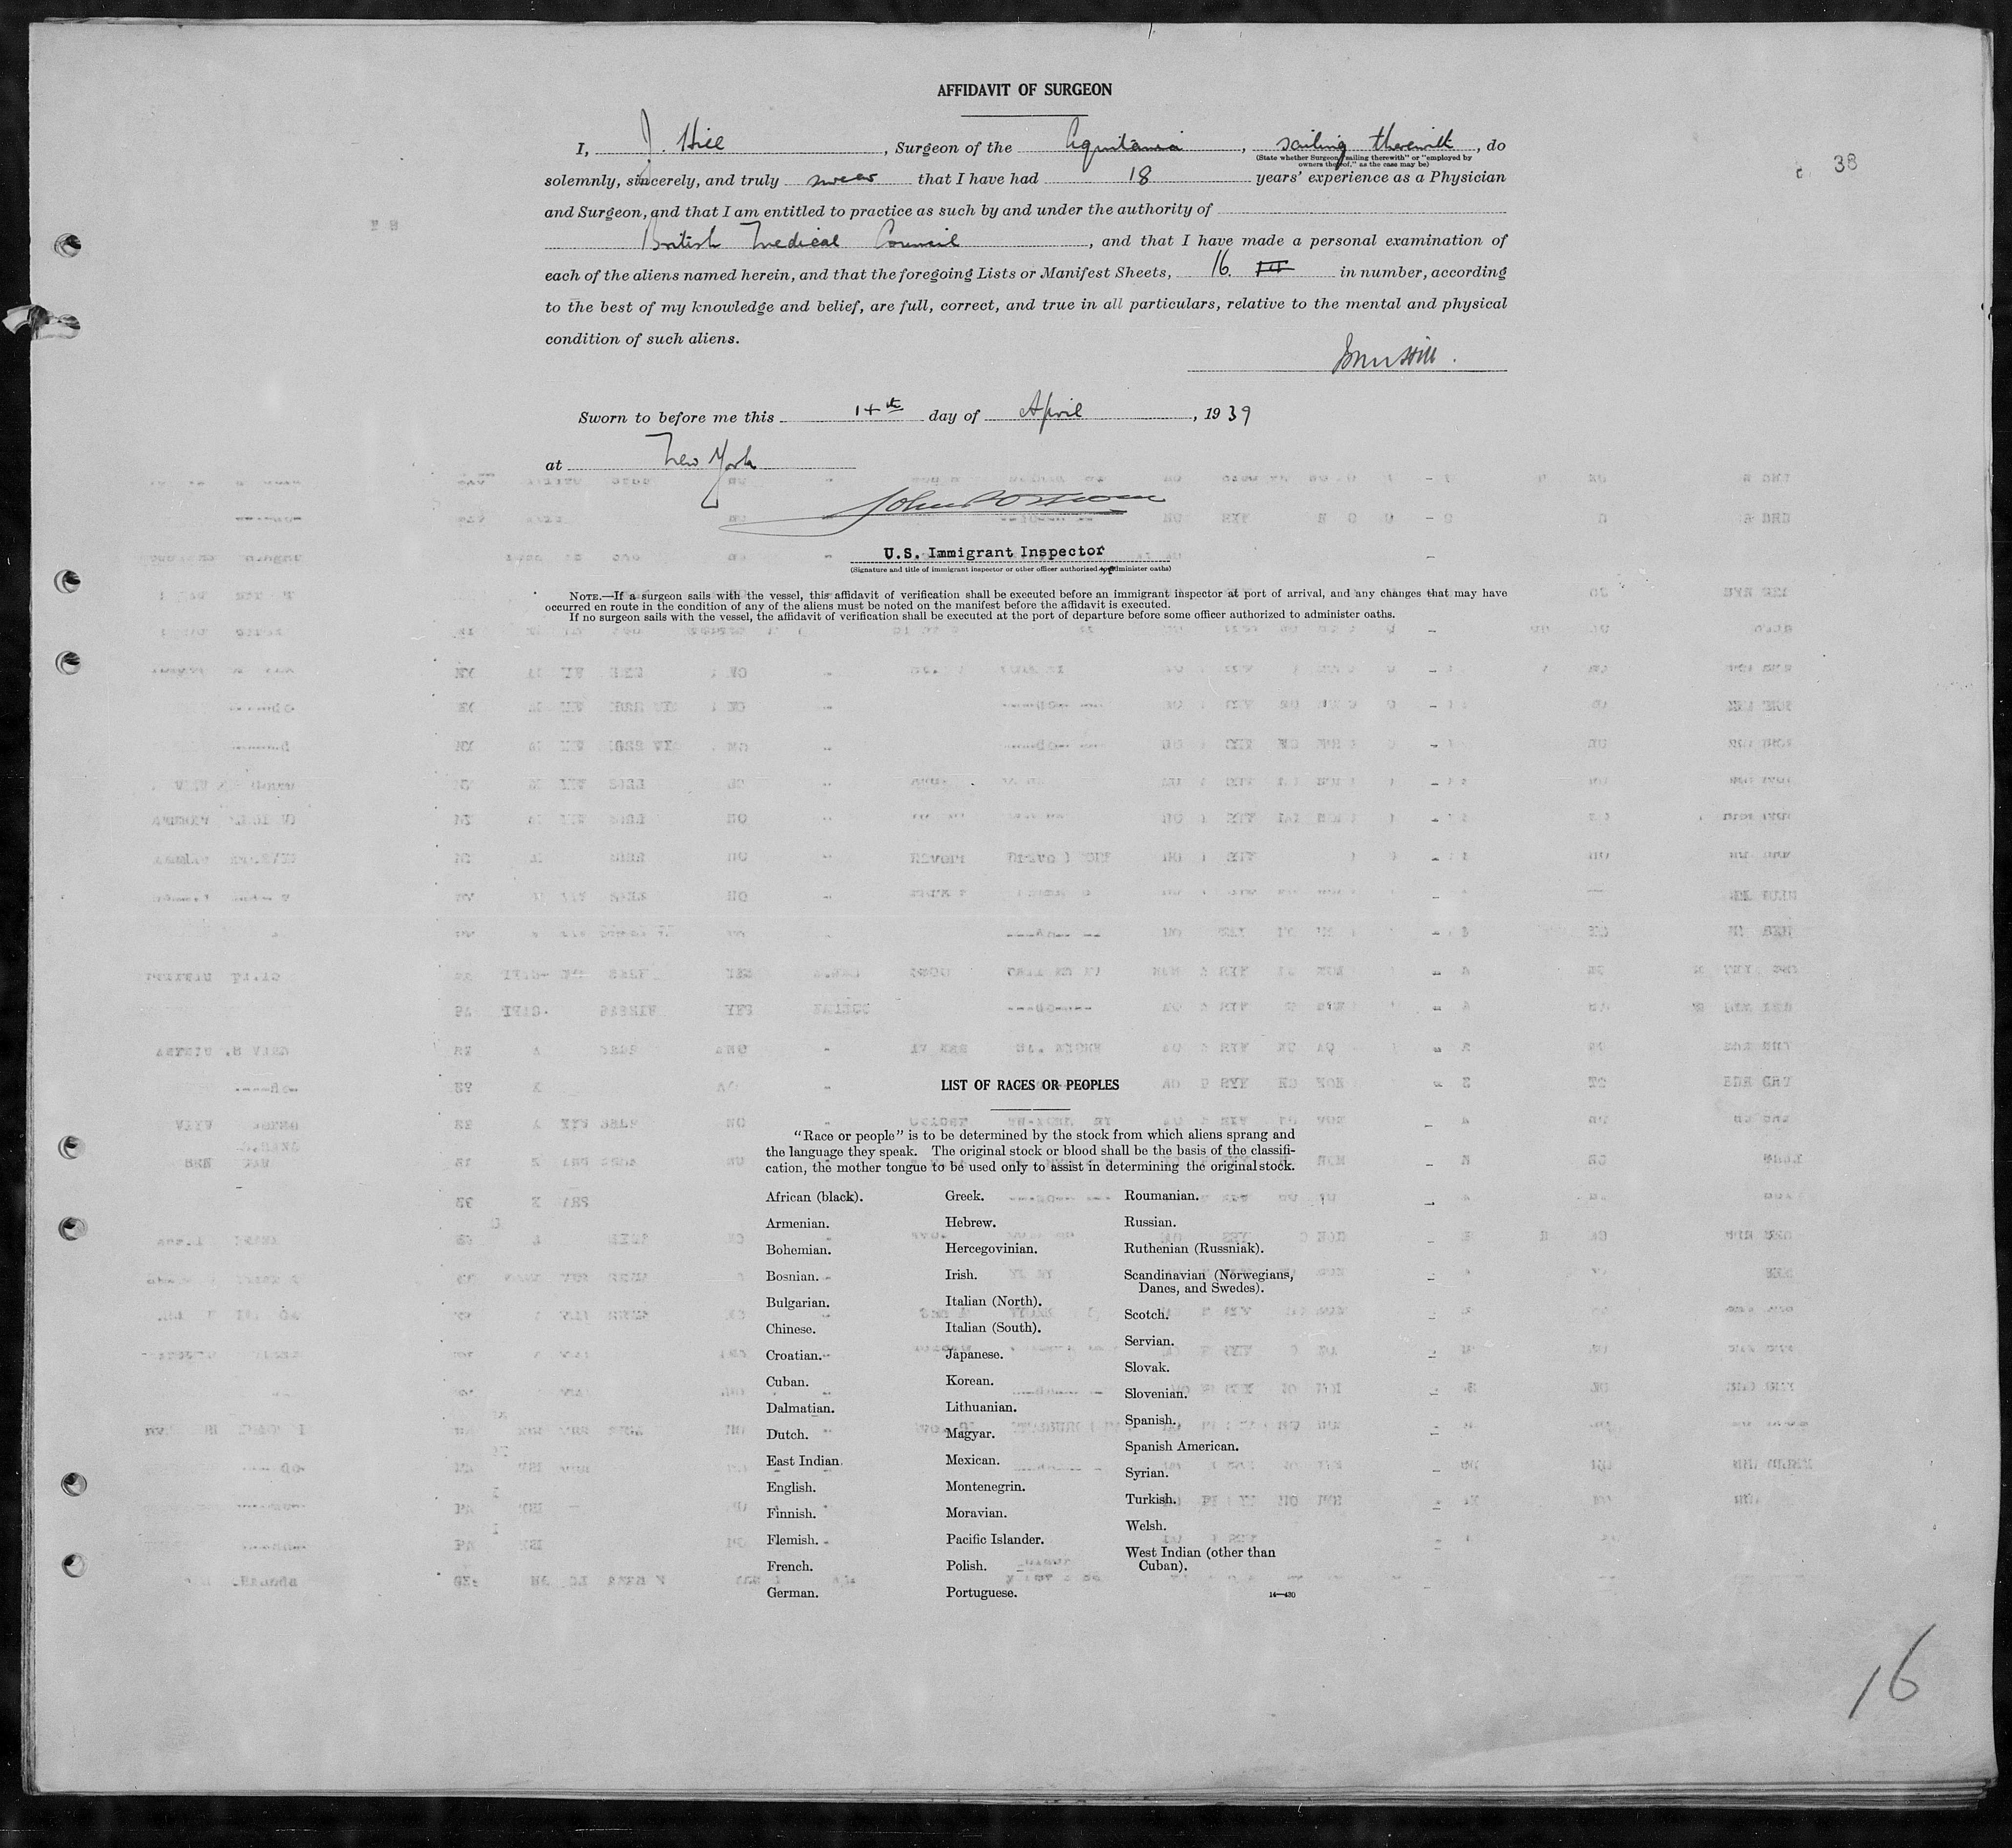 AFFIDAVIT OF SURGEON
I, J. Hill, Surgeon of the Aquitania, sailing therewith, do
(State whether Surgeon "sailing therewith" or "employed by
owners thereof," as the case may be)
38
solemnly, sincerely, and truly swear that I have had 18 years' experience as a Physician
and Surgeon, and that I am entitled to practice as such by and under the authority of
British Medical Council, and that I have made a personal examination of
each of the aliens named herein, and that the foregoing Lists or Manifest Sheets, 16. in number, according
to the best of my knowledge and belief, are full, correct, and true in all particulars, relative to the mental and physical
condition of such aliens.
Sworn to before me this 14th day of April, 1939
at New York
U.S. Immigrant Inspector
(Signature and title of immigrant inspector or other officer authorized to administer oaths)
NOTE.—If a surgeon sails with the vessel, this affidavit of verification shall be executed before an immigrant inspector at port of arrival, and any changes that may have
occurred en route in the condition of any of the aliens must be noted on the manifest before the affidavit is executed.
If no surgeon sails with the vessel, the affidavit of verification shall be executed at the port of departure before some officer authorized to administer oaths.
LIST OF RACES OR PEOPLES
"Race or people" is to be determined by the stock from which aliens sprang and
the language they speak. The original stock or blood shall be the basis of the classifi-
cation, the mother tongue to be used only to assist in determining the original stock.
African (black).
Armenian.
Bohemian.
Bosnian.
Bulgarian.
Chinese.
Croatian.
Cuban.
Dalmatian.
Dutch.
East Indian.
English.
Finnish.
Flemish.
French.
German.
Greek.
Hebrew.
Hercegovinian.
Irish.
Italian (North).
Italian (South).
Japanese.
Korean.
Lithuanian.
Magyar.
Mexican.
Montenegrin.
Moravian.
Pacific Islander.
Polish.
Portuguese.
Roumanian.
Russian.
Ruthenian (Russniak).
Scandinavian (Norwegians,
Danes, and Swedes).
Scotch.
Servian.
Slovak.
Slovenian.
Spanish.
Spanish American.
Syrian.
Turkish.
Welsh.
West Indian (other than
Cuban).
14—430
16